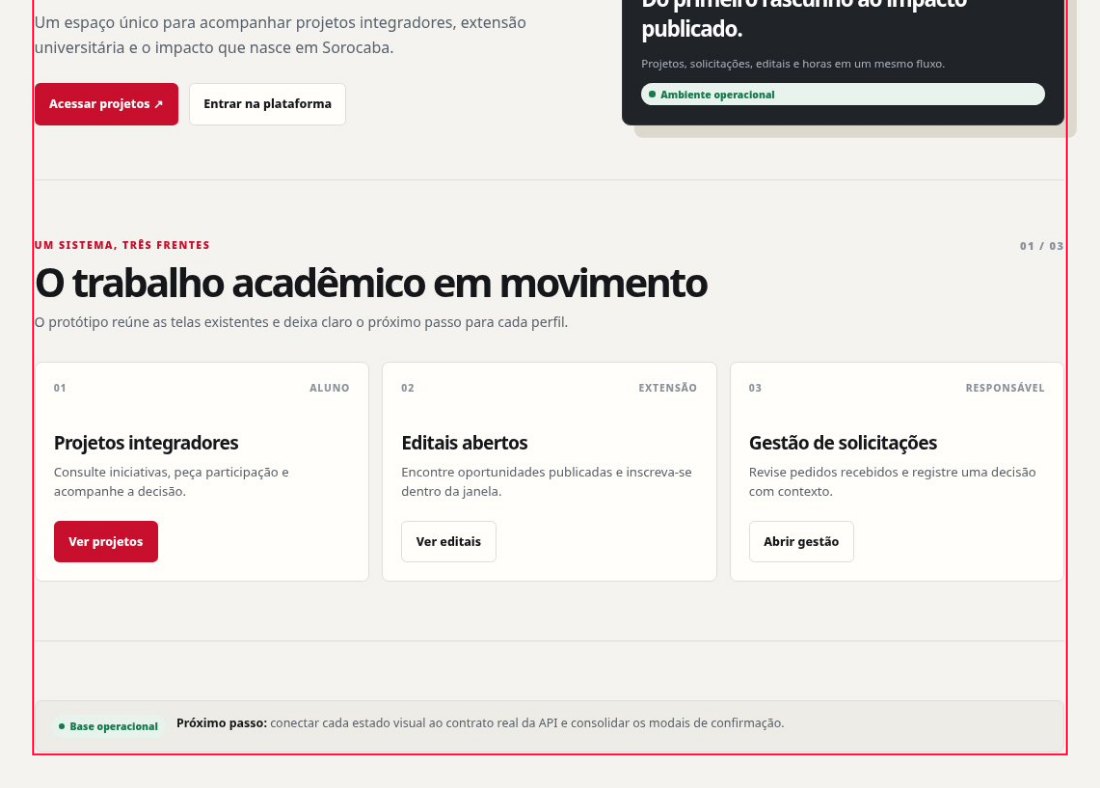 Um espaço único para acompanhar projetos integradores, extensão
universitária e o impacto que nasce em Sorocaba.
Acessar projetos ↗
Entrar na plataforma
Do primeiro rascunho ao impacto
publicado.
Projetos, solicitações, editais e horas em um mesmo fluxo.
Ambiente operacional
UM SISTEMA, TRÊS FRENTES
01 / 03
O trabalho acadêmico em movimento
O protótipo reúne as telas existentes e deixa claro o próximo passo para cada perfil.
01
ALUNO
Projetos integradores
Consulte iniciativas, peça participação e
acompanhe a decisão.
Ver projetos
02
EXTENSÃO
Editais abertos
Encontre oportunidades publicadas e inscreva-se
dentro da janela.
Ver editais
03
RESPONSÁVEL
Gestão de solicitações
Revise pedidos recebidos e registre uma decisão
com contexto.
Abrir gestão
Base operacional
Próximo passo: conectar cada estado visual ao contrato real da API e consolidar os modais de confirmação.